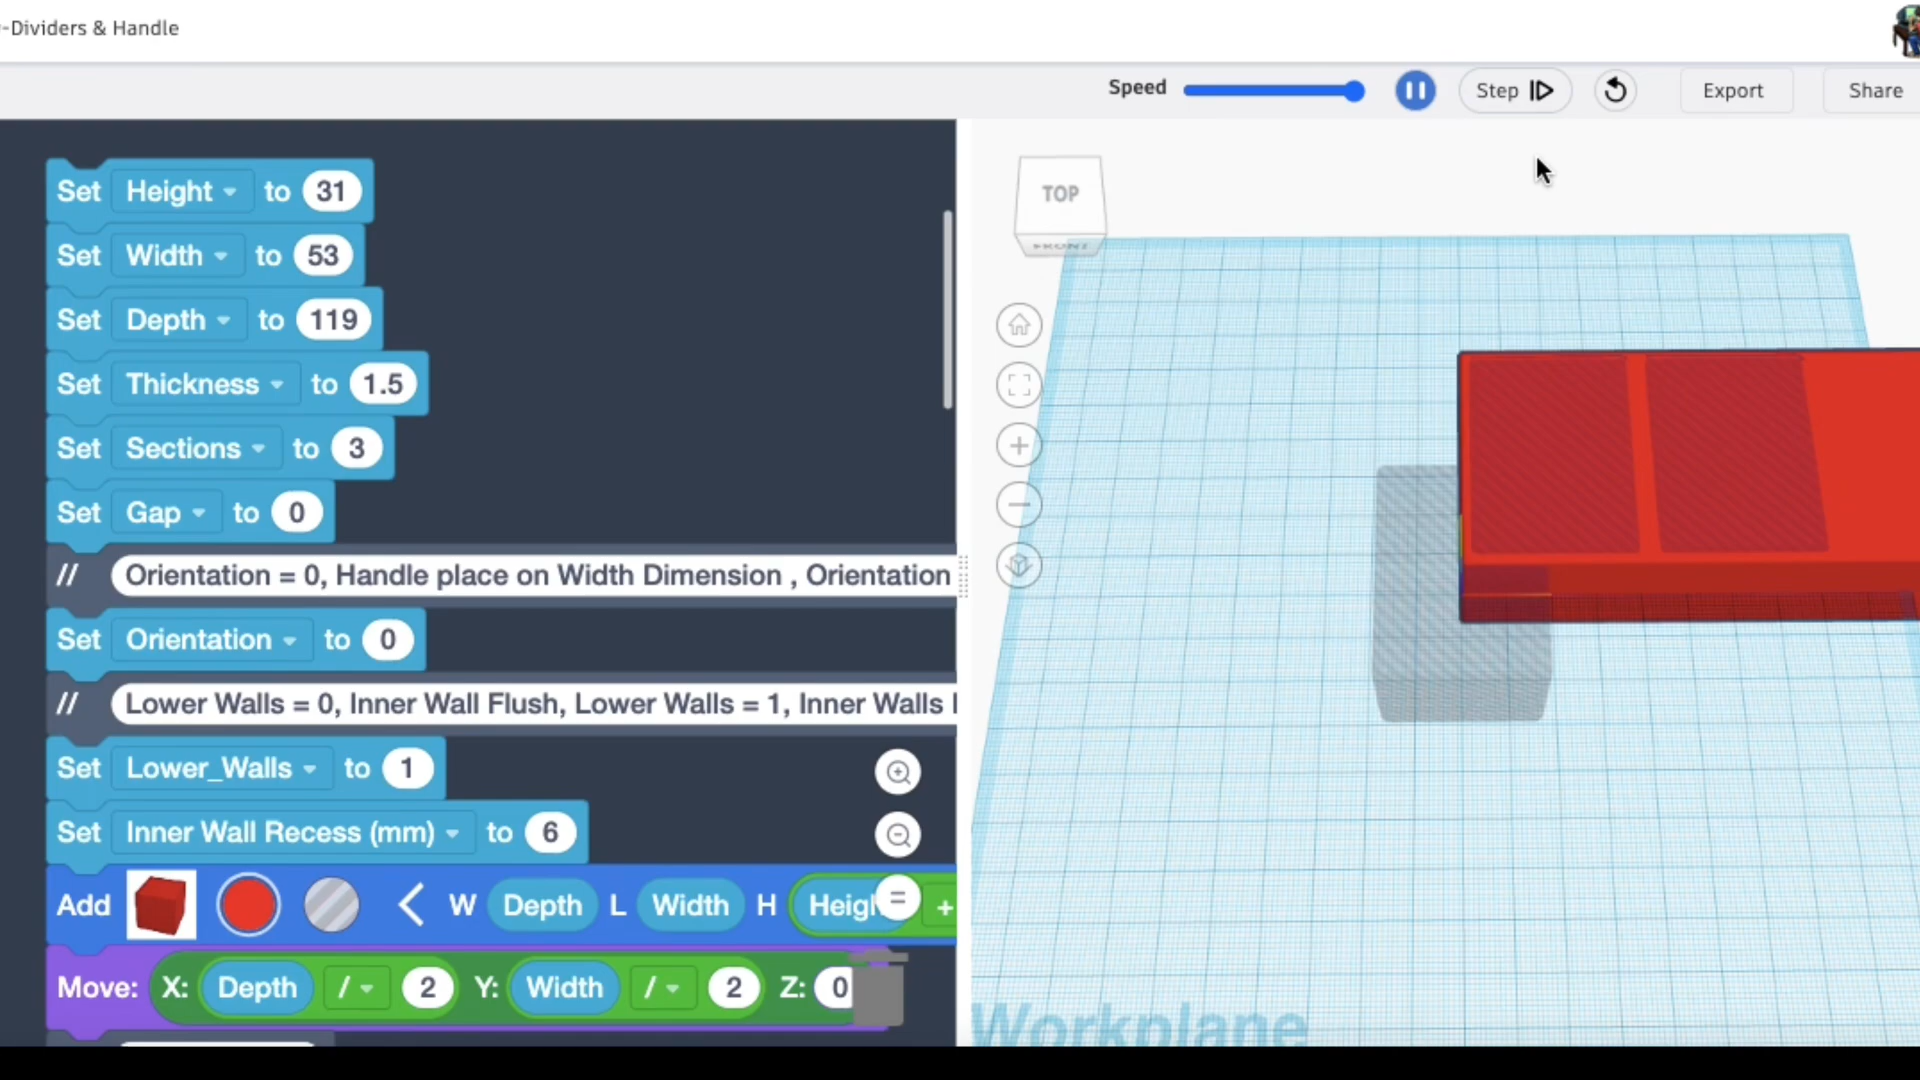 -Dividers & Handle
Speed
Step
Export
Share
Set Height to 31
Set Width to 53
Set Depth to 119
Set Thickness to 1.5
Set Sections to 3
Set Gap to 0
// Orientation = 0, Handle place on Width Dimension , Orientation
Set Orientation to 0
// Lower Walls = 0, Inner Wall Flush, Lower Walls = 1, Inner Walls
Set Lower_Walls to 1
Set Inner Wall Recess (mm) to 6
Add W Depth L Width H Heig +
Move: X: Depth / 2 Y: Width / 2 Z: 0
TOP
FRONT
Workplane